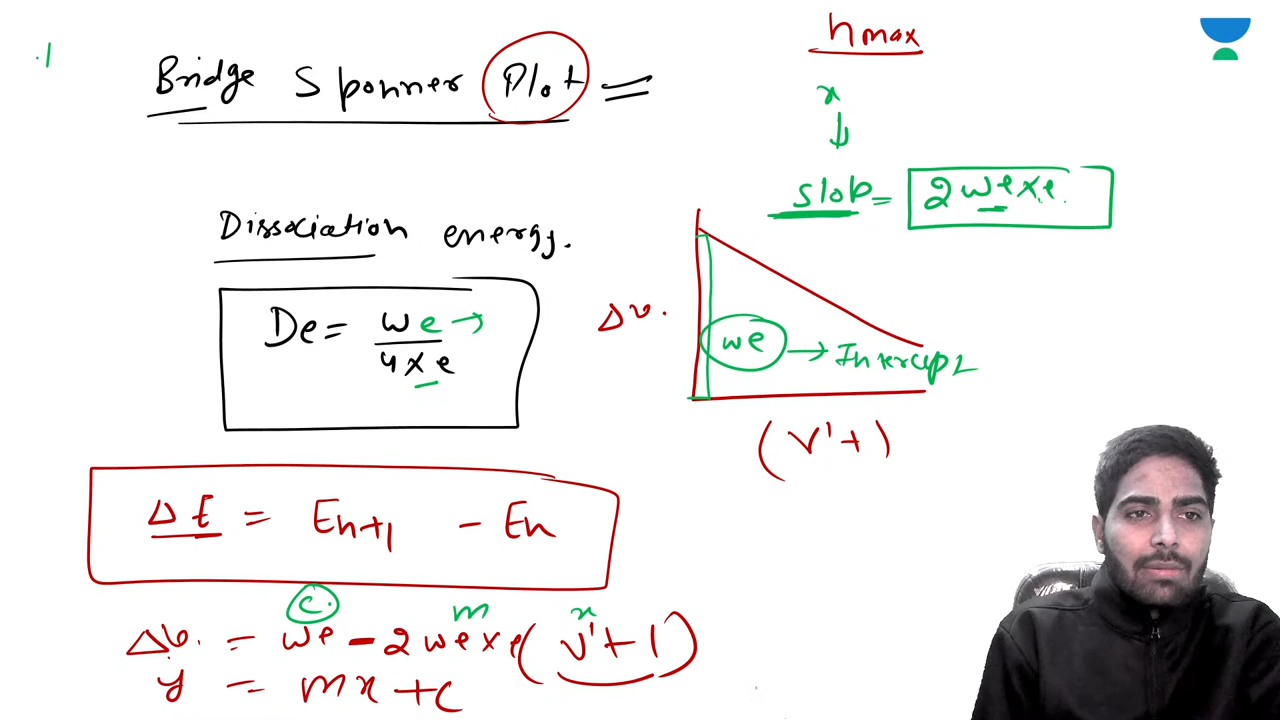 Bridge Sponner Plot =
Dissociation energy.
De = we →
4xe
ΔE = En+1 - En
c.
m
x
Δν. = we - 2wexe (v'+ 1)
y = mx + c
nmax
x
↓
slop = 2wexe.
Δν.
we → Intercept
(v'+ )